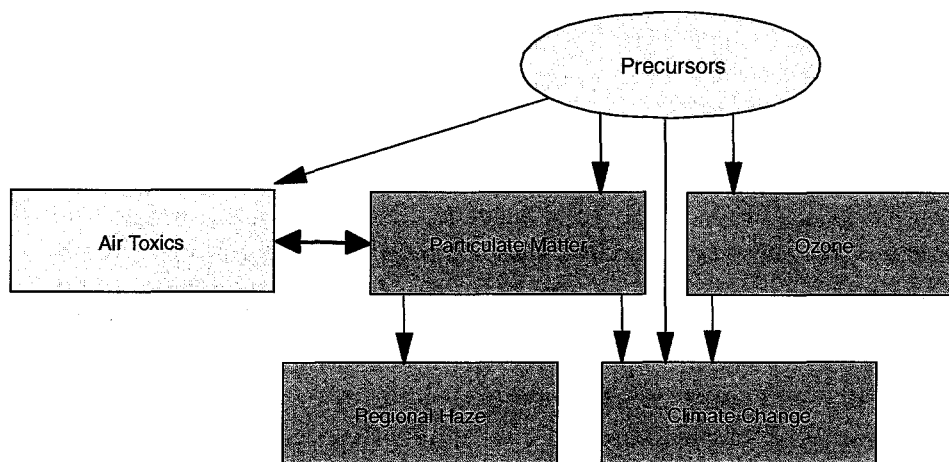 Precursors
Air Toxics
Particulate Matter
Ozone
Regional Haze
Climate Change